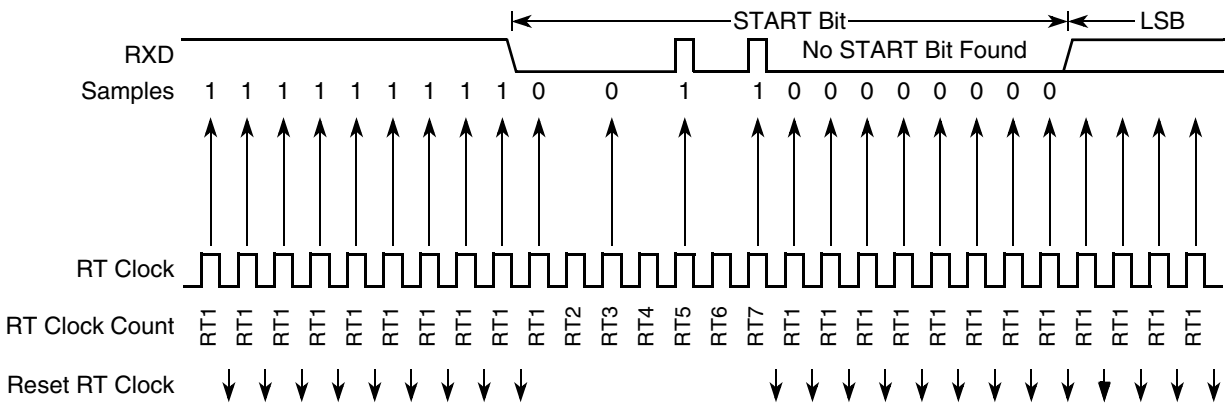 START Bit LSB
RXD No START Bit Found
Samples 1 1 1 1 1 1 1 1 1 0 0 1 1 0 0 0 0 0 0 0 0
RT Clock
RT Clock Count RT1 RT1 RT1 RT1 RT1 RT1 RT1 RT1 RT1 RT1 RT2 RT3 RT4 RT5 RT6 RT7 RT1 RT1 RT1 RT1 RT1 RT1 RT1 RT1 RT1 RT1 RT1 RT1
Reset RT Clock